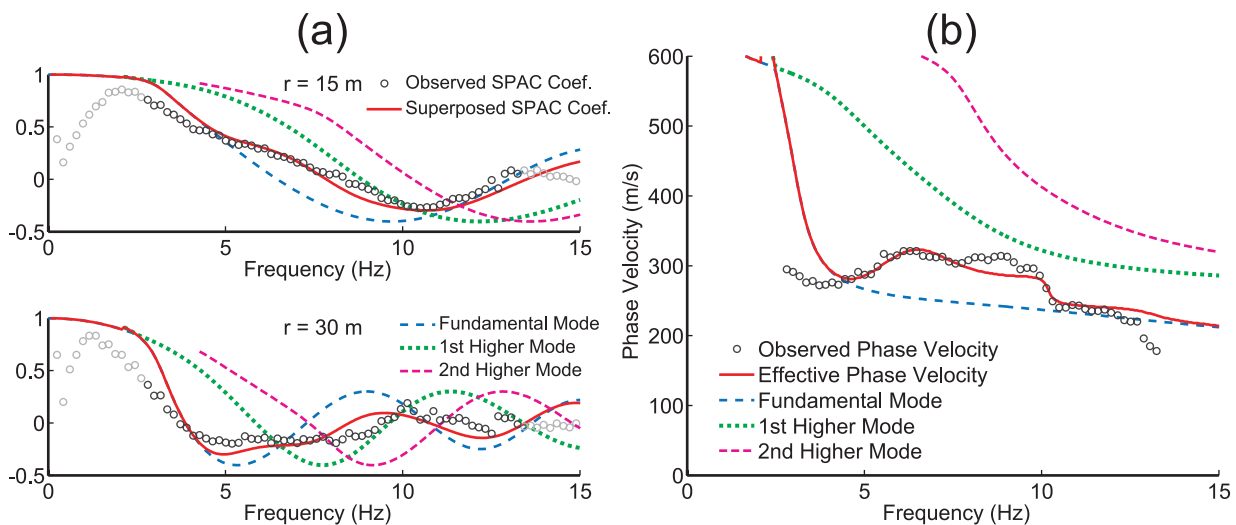 (a)
1
0.5
0
-0.5
0
5
10
15
Frequency (Hz)
r = 15 m
Observed SPAC Coef.
Superposed SPAC Coef.
1
0.5
0
-0.5
0
5
10
15
Frequency (Hz)
r = 30 m
Fundamental Mode
1st Higher Mode
2nd Higher Mode
(b)
600
500
400
300
200
100
0
0
5
10
15
Phase Velocity (m/s)
Frequency (Hz)
Observed Phase Velocity
Effective Phase Velocity
Fundamental Mode
1st Higher Mode
2nd Higher Mode